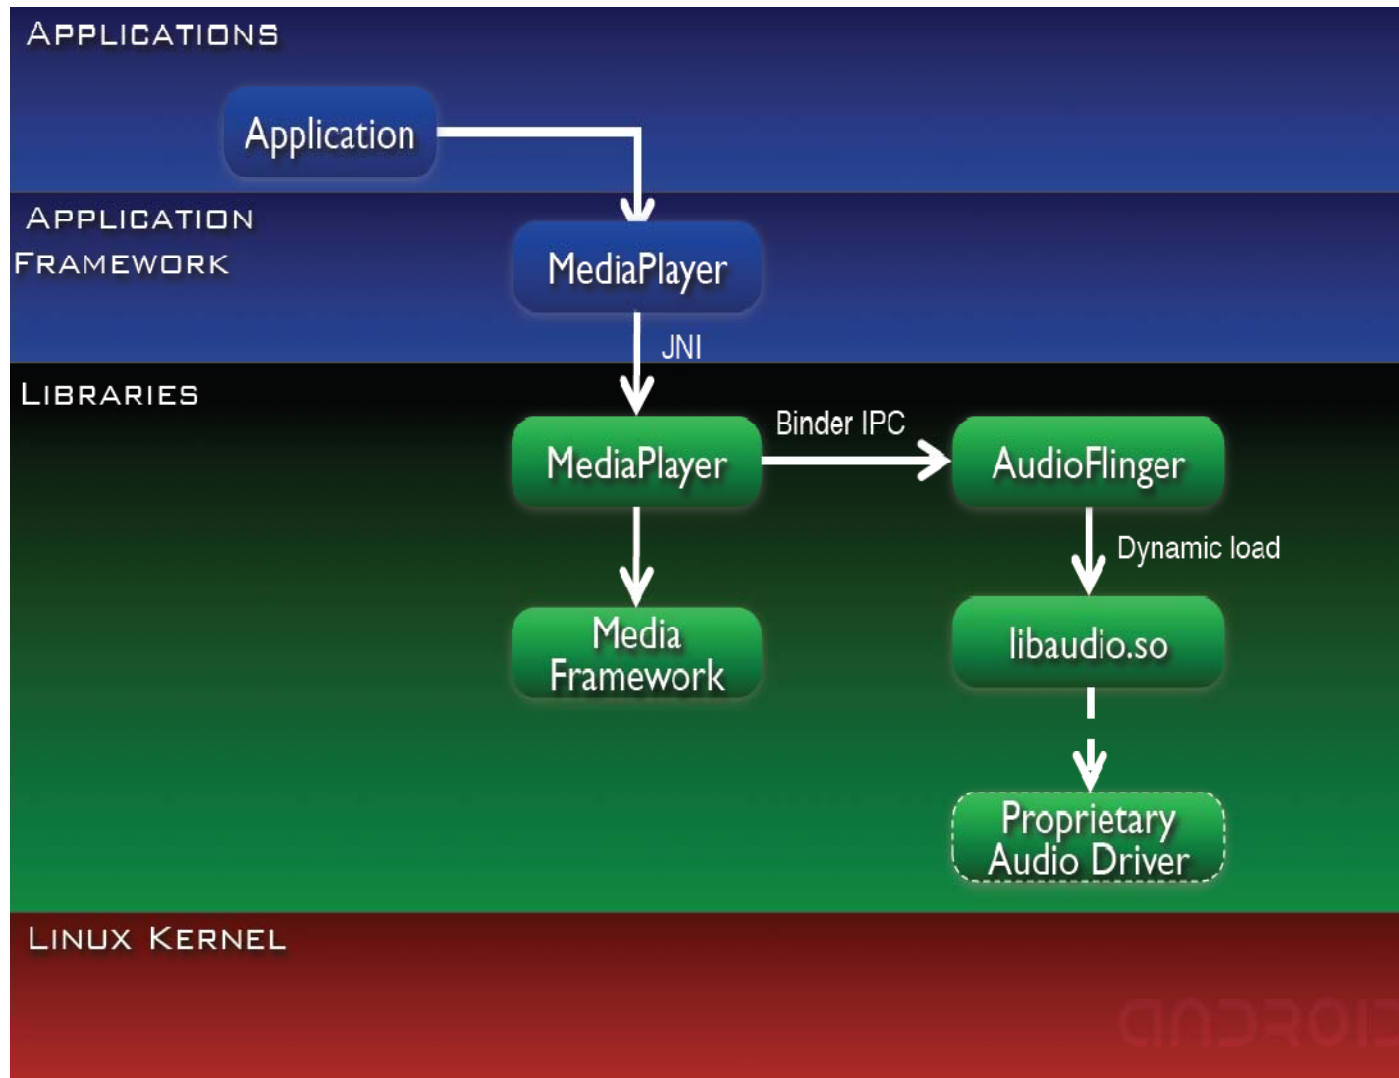 APPLICATIONS
Application
APPLICATION
FRAMEWORK
MediaPlayer
JNI
LIBRARIES
MediaPlayer
Binder IPC
AudioFlinger
Dynamic load
Media
Framework
libaudio.so
Proprietary
Audio Driver
LINUX KERNEL
ANDROID